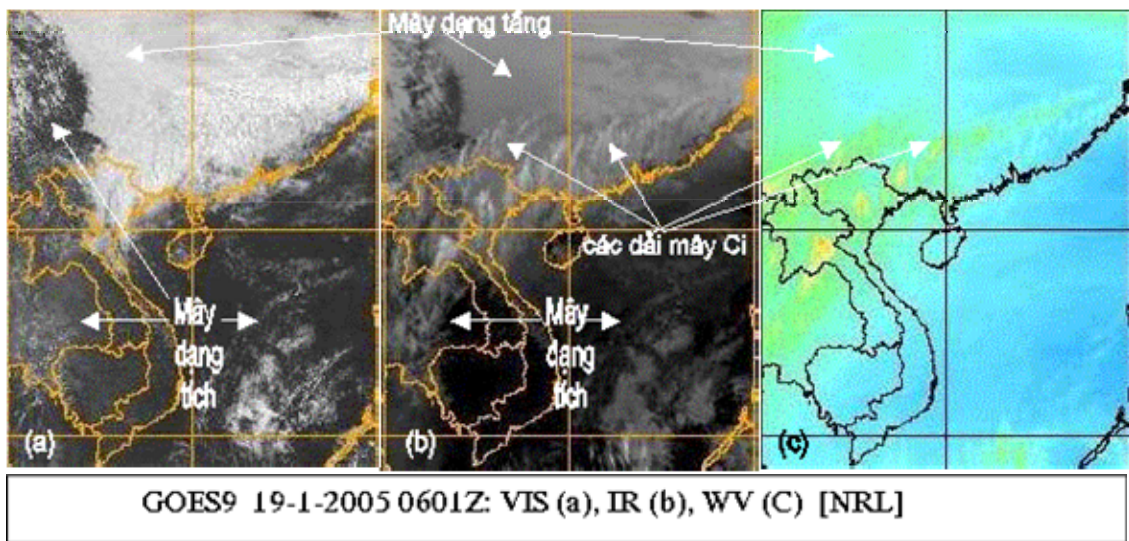 Mây dạng tầng
các dải mây Ci
Mây
dạng
tích
Mây
dạng
tích
(a)
(b)
(c)
GOES9 19-1-2005 0601Z: VIS (a), IR (b), WV (C) [NRL]